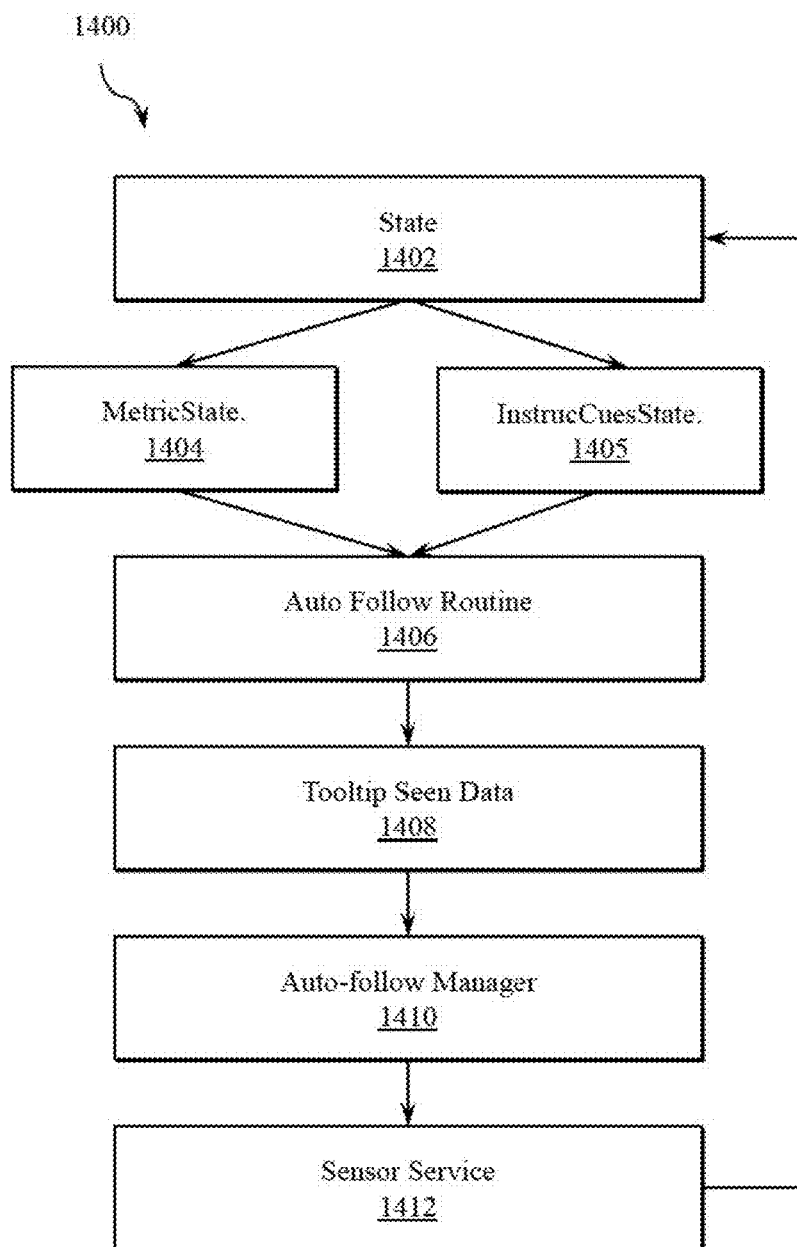 1400
State
1402
MetricState.
1404
InstrucCuesState.
1405
Auto Follow Routine
1406
Tooltip Seen Data
1408
Auto-follow Manager
1410
Sensor Service
1412